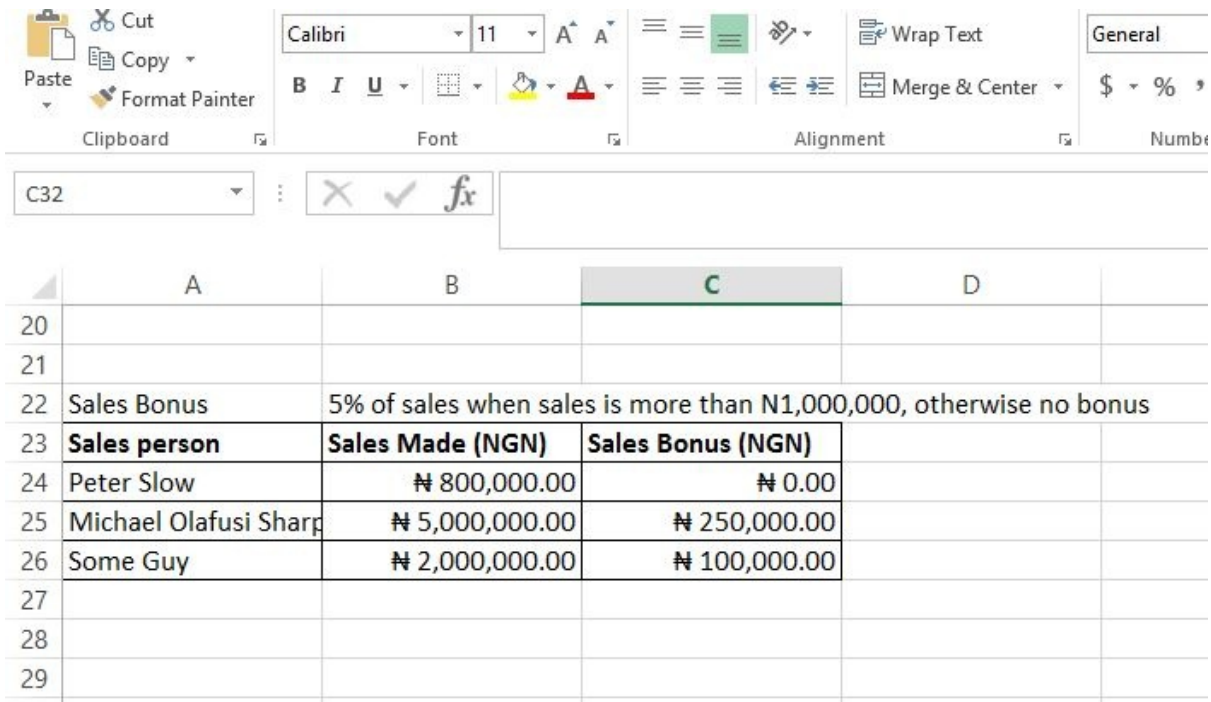 Cut
Calibri 11 A A Wrap Text General
Copy
Paste B I U A Merge & Center $ % ,
Format Painter
Clipboard Font Alignment
C32 fx
A B C D
20
21
22 Sales Bonus 5% of sales when sales is more than N1,000,000, otherwise no bonus
23 Sales person Sales Made (NGN) Sales Bonus (NGN)
24 Peter Slow ₦ 800,000.00 ₦ 0.00
25 Michael Olafusi Sharp ₦ 5,000,000.00 ₦ 250,000.00
26 Some Guy ₦ 2,000,000.00 ₦ 100,000.00
27
28
29